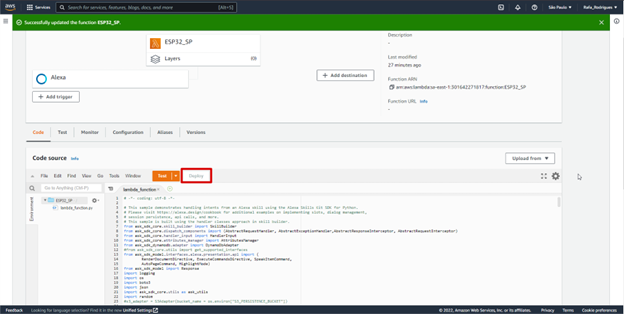 aws
Services
Search for services, features, blogs, docs, and more
[Alt+S]
São Paulo
Rafa_Rodrigues
Successfully updated the function ESP32_SP.
ESP32_SP
Layers
(0)
Alexa
+ Add trigger
+ Add destination
Description
-
Last modified
27 minutes ago
Function ARN
arn:aws:lambda:sa-east-1:301642271817:function:ESP32_SP
Function URL Info
-
Code
Test
Monitor
Configuration
Aliases
Versions
Code source Info
Upload from
File Edit Find View Go Tools Window
Test
Deploy
Go to Anything (Ctrl-P)
lambda_function
Environment
ESP32_SP
lambda_function.py
1 # -*- coding: utf-8 -*-
# This sample demonstrates handling intents from an Alexa skill using the Alexa Skills Kit SDK for Python.
# Please visit https://alexa.design/cookbook for additional examples on implementing slots, dialog management,
# session persistence, api calls, and more.
# This sample is built using the handler classes approach in skill builder.
from ask_sdk_core.skill_builder import SkillBuilder
from ask_sdk_core.dispatch_components import (AbstractRequestHandler, AbstractExceptionHandler, AbstractResponseInterceptor, AbstractRequestInterceptor)
from ask_sdk_core.handler_input import HandlerInput
from ask_sdk_core.attributes_manager import AttributesManager
from ask_sdk_dynamodb.adapter import DynamoDbAdapter
#from ask_sdk_core.utils import get_supported_interfaces
from ask_sdk_model.interfaces.alexa.presentation.apl import (
RenderDocumentDirective, ExecuteCommandsDirective, SpeakItemCommand,
AutoPageCommand, HighlightMode)
from ask_sdk_model import Response
import logging
import os
import boto3
import json
import ask_sdk_core.utils as ask_utils
import random
#s3_adapter = S3Adapter(bucket_name = os.environ["S3_PERSISTENCE_BUCKET"])
Feedback
Looking for language selection? Find it in the new Unified Settings
© 2022, Amazon Web Services, Inc. or its affiliates.
Privacy
Terms
Cookie preferences